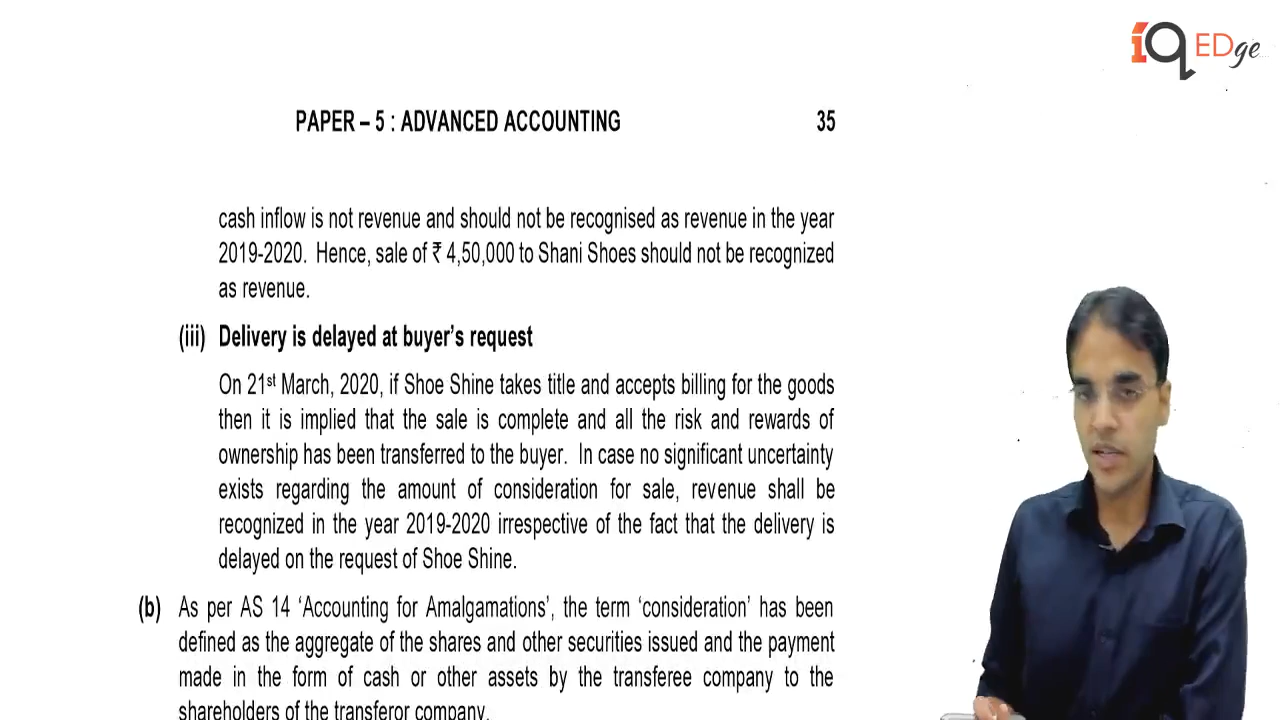 iQ EDge
PAPER – 5 : ADVANCED ACCOUNTING 35
cash inflow is not revenue and should not be recognised as revenue in the year
2019-2020. Hence, sale of ₹ 4,50,000 to Shani Shoes should not be recognized
as revenue.
(iii) Delivery is delayed at buyer’s request
On 21st March, 2020, if Shoe Shine takes title and accepts billing for the goods
then it is implied that the sale is complete and all the risk and rewards of
ownership has been transferred to the buyer. In case no significant uncertainty
exists regarding the amount of consideration for sale, revenue shall be
recognized in the year 2019-2020 irrespective of the fact that the delivery is
delayed on the request of Shoe Shine.
(b) As per AS 14 ‘Accounting for Amalgamations’, the term ‘consideration’ has been
defined as the aggregate of the shares and other securities issued and the payment
made in the form of cash or other assets by the transferee company to the
shareholders of the transferor company.